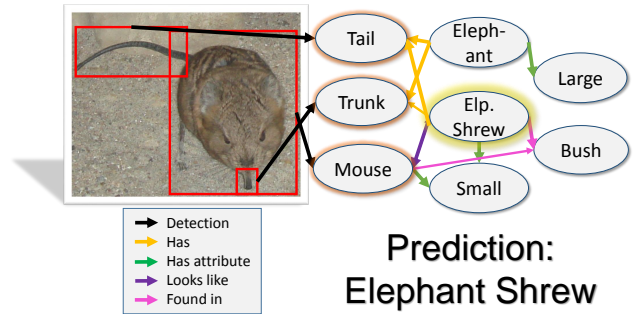 Tail
Eleph-
ant
Large
Trunk
Elp.
Shrew
Bush
Mouse
Small
Detection
Has
Has attribute
Looks like
Found in
Prediction:
Elephant Shrew